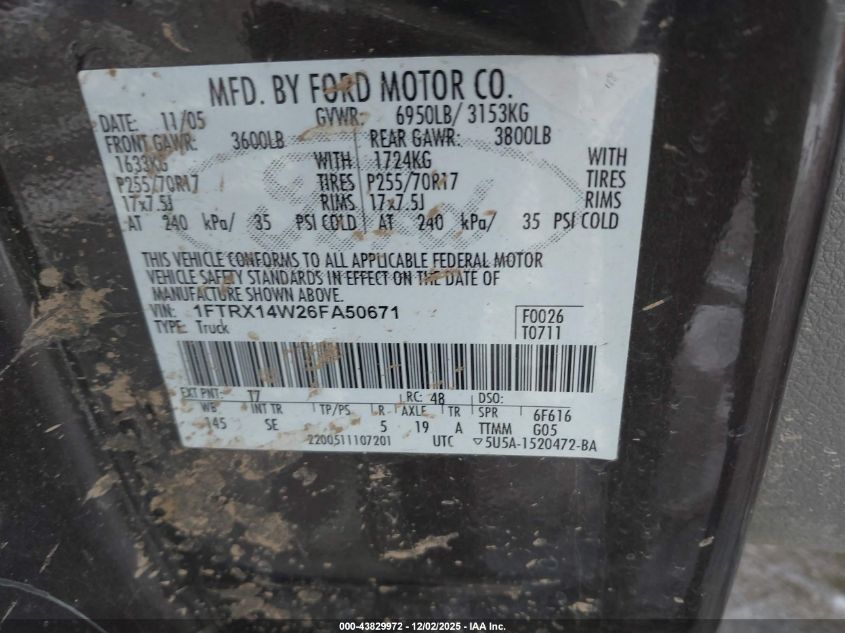 MFD. BY FORD MOTOR CO.
DATE: 11/05 GVWR: 6950LB/ 3153KG
FRONT GAWR: 3600LB REAR GAWR: 3800LB
1633KG WITH 1724KG WITH
P255/70R17 TIRES P255/70R17 TIRES
17x7.5J RIMS 17x7.5J RIMS
AT 240 kPa/ 35 PSI COLD AT 240 kPa/ 35 PSI COLD
Ford
THIS VEHICLE CONFORMS TO ALL APPLICABLE FEDERAL MOTOR
VEHICLE SAFETY STANDARDS IN EFFECT ON THE DATE OF
MANUFACTURE SHOWN ABOVE.
VIN: 1FTRX14W26FA50671 F0026
TYPE: Truck T0711
EXT PNT: T7 RC: 48 DSO:
WB INT TR TP/PS R AXLE TR SPR 6F616
145 SE 5 19 A TTMM G05
2200511107201 UTC ▽5U5A-1520472-BA
000-43829972 - 12/02/2025 - IAA Inc.